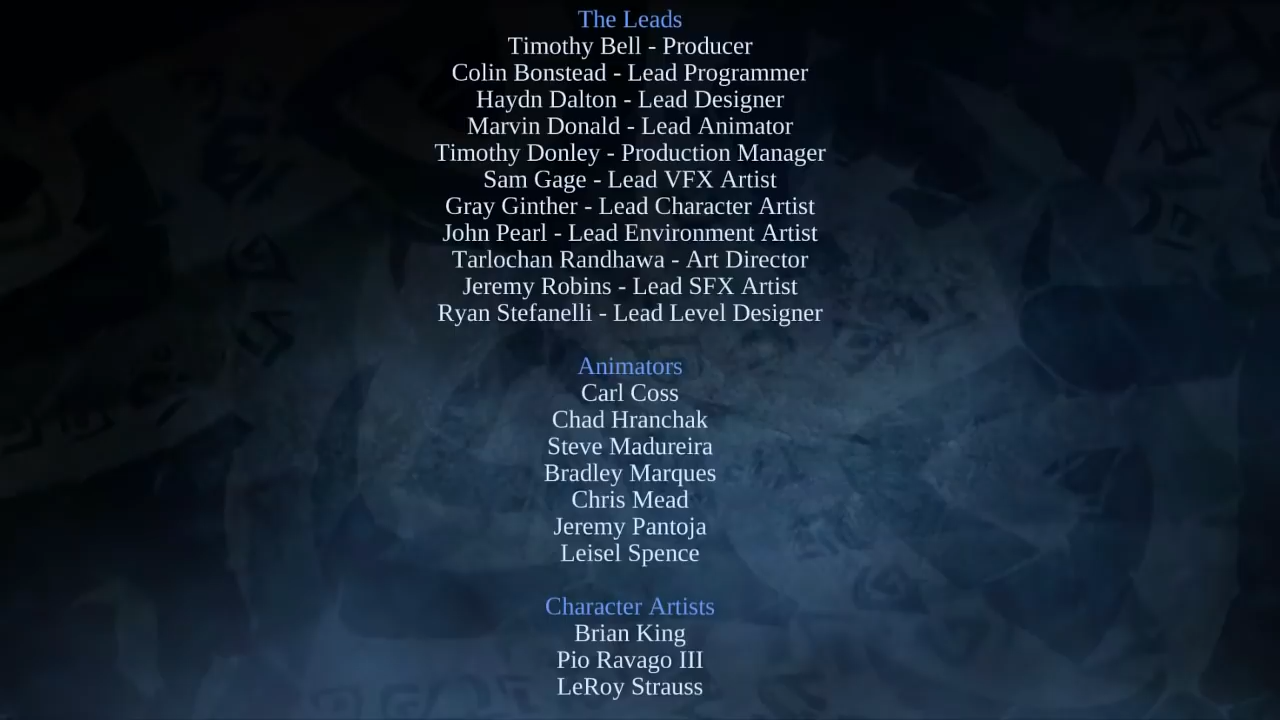 The Leads
Timothy Bell - Producer
Colin Bonstead - Lead Programmer
Haydn Dalton - Lead Designer
Marvin Donald - Lead Animator
Timothy Donley - Production Manager
Sam Gage - Lead VFX Artist
Gray Ginther - Lead Character Artist
John Pearl - Lead Environment Artist
Tarlochan Randhawa - Art Director
Jeremy Robins - Lead SFX Artist
Ryan Stefanelli - Lead Level Designer
Animators
Carl Coss
Chad Hranchak
Steve Madureira
Bradley Marques
Chris Mead
Jeremy Pantoja
Leisel Spence
Character Artists
Brian King
Pio Ravago III
LeRoy Strauss